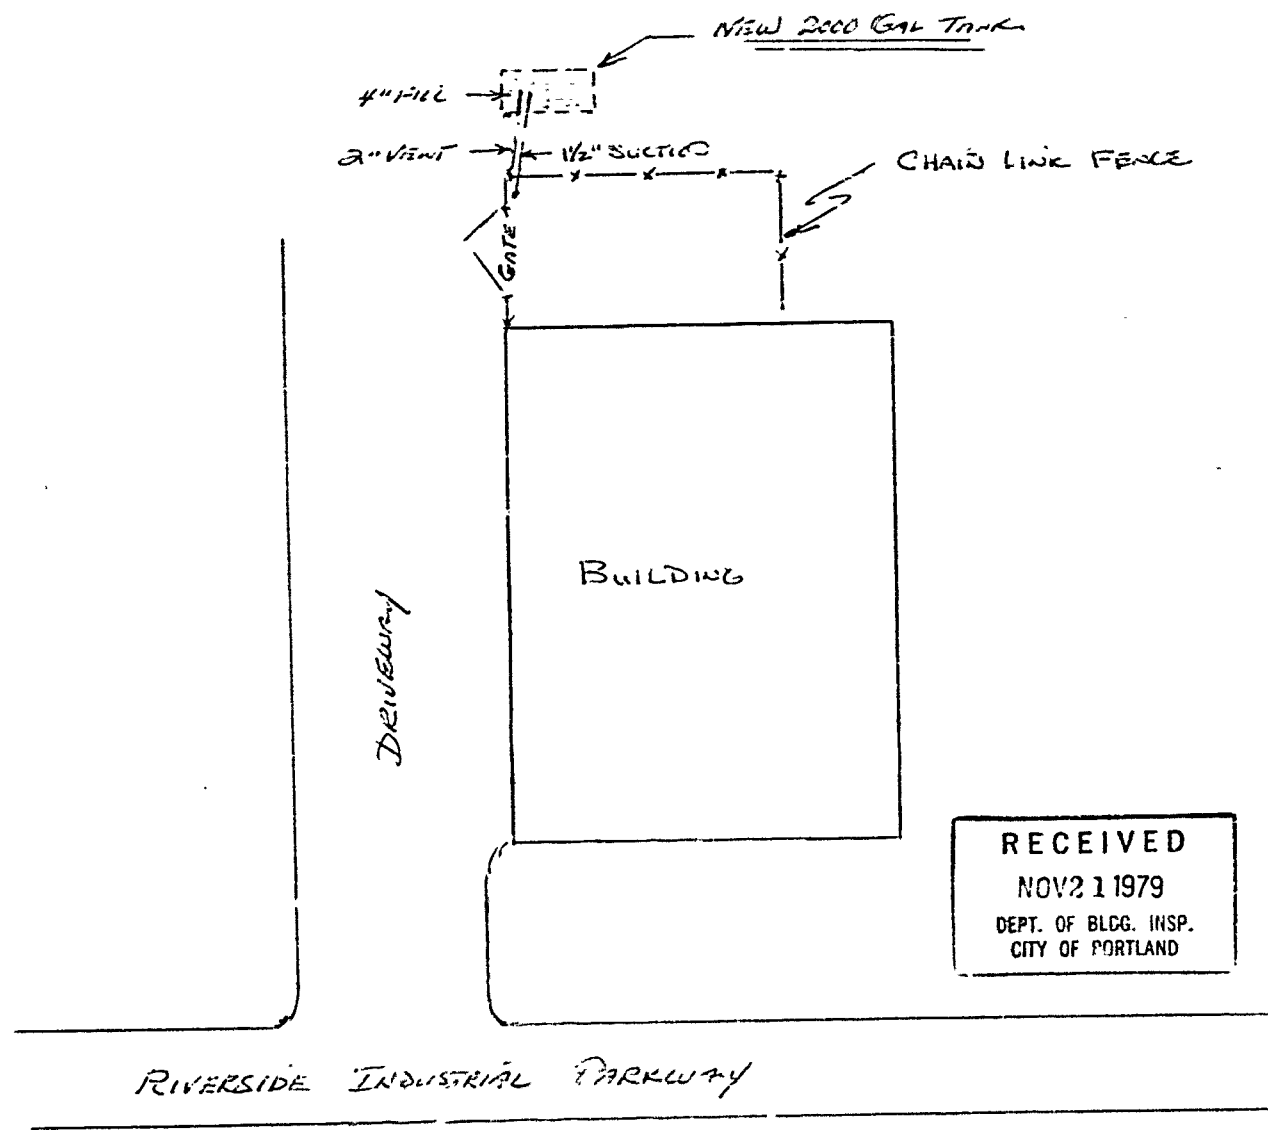 NEW 2000 GAL TANK
4" FILL
2" VENT
1½" SUCTION
CHAIN LINK FENCE
GATE
BUILDING
DRIVEWAY
RECEIVED
NOV 21 1979
DEPT. OF BLDG. INSP.
CITY OF PORTLAND
RIVERSIDE INDUSTRIAL PARKWAY